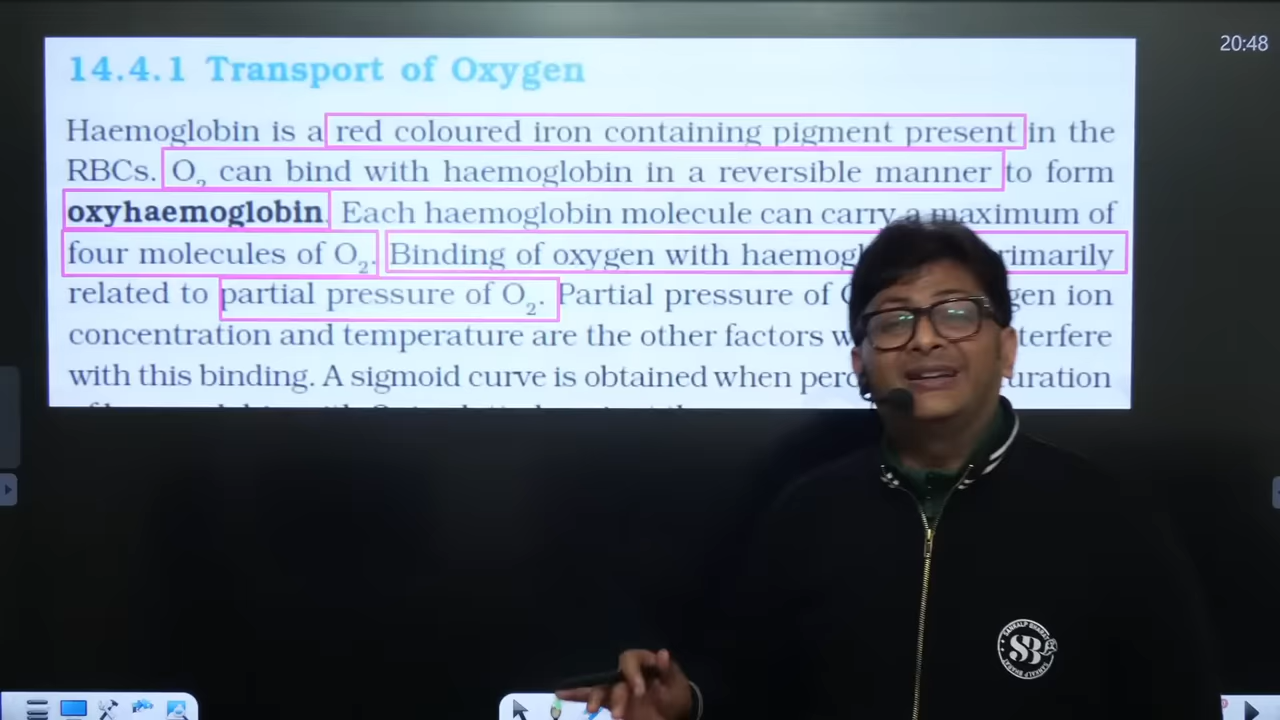 20:48
14.4.1 Transport of Oxygen
Haemoglobin is a red coloured iron containing pigment present in the
RBCs. O₂ can bind with haemoglobin in a reversible manner to form
oxyhaemoglobin. Each haemoglobin molecule can carry a maximum of
four molecules of O₂. Binding of oxygen with
related to partial pressure of O₂. Partial pressure of ion
concentration and temperature are the other factors
with this binding. A sigmoid curve is obtained when
SB